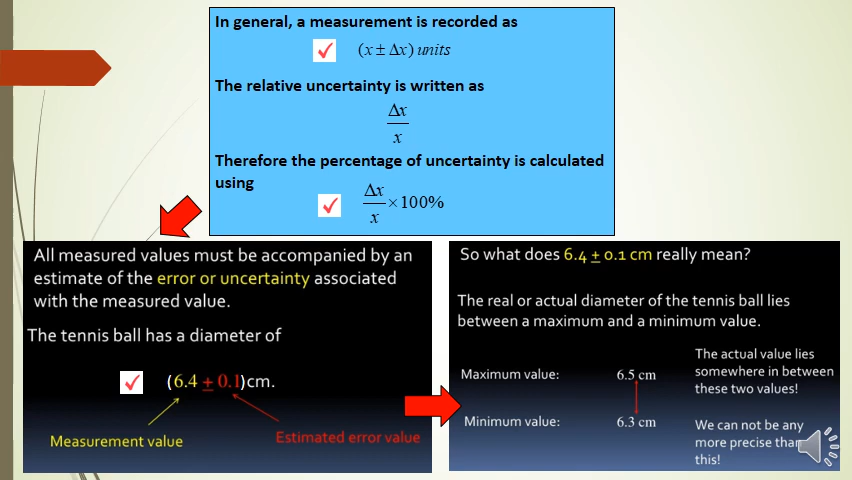 In general, a measurement is recorded as
(x ± Δx) units
The relative uncertainty is written as
Δx
x
Therefore the percentage of uncertainty is calculated
using
Δx
x
×100%
All measured values must be accompanied by an
estimate of the error or uncertainty associated
with the measured value.
The tennis ball has a diameter of
(6.4 ± 0.1)cm.
Measurement value
Estimated error value
So what does 6.4 ± 0.1 cm really mean?
The real or actual diameter of the tennis ball lies
between a maximum and a minimum value.
Maximum value: 6.5 cm
Minimum value: 6.3 cm
The actual value lies
somewhere in between
these two values!
We can not be any
more precise than
this!